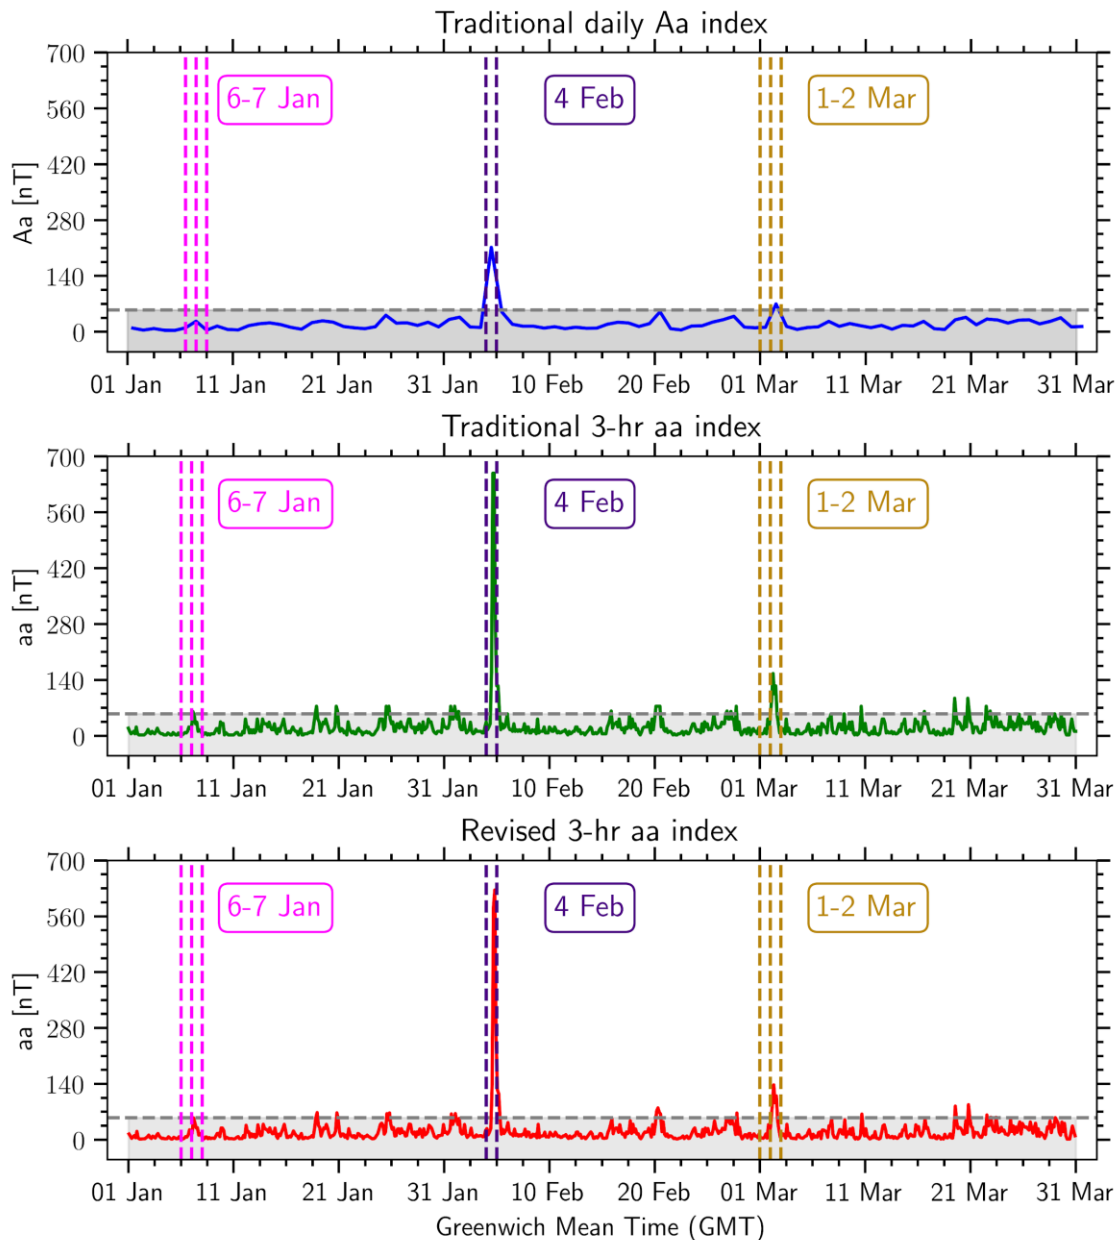 Traditional daily Aa index
Aa [nT]
700
560
420
280
140
0
6-7 Jan
4 Feb
1-2 Mar
01 Jan 11 Jan 21 Jan 31 Jan 10 Feb 20 Feb 01 Mar 11 Mar 21 Mar 31 Mar
Traditional 3-hr aa index
aa [nT]
700
560
420
280
140
0
6-7 Jan
4 Feb
1-2 Mar
01 Jan 11 Jan 21 Jan 31 Jan 10 Feb 20 Feb 01 Mar 11 Mar 21 Mar 31 Mar
Revised 3-hr aa index
aa [nT]
700
560
420
280
140
0
6-7 Jan
4 Feb
1-2 Mar
01 Jan 11 Jan 21 Jan 31 Jan 10 Feb 20 Feb 01 Mar 11 Mar 21 Mar 31 Mar
Greenwich Mean Time (GMT)